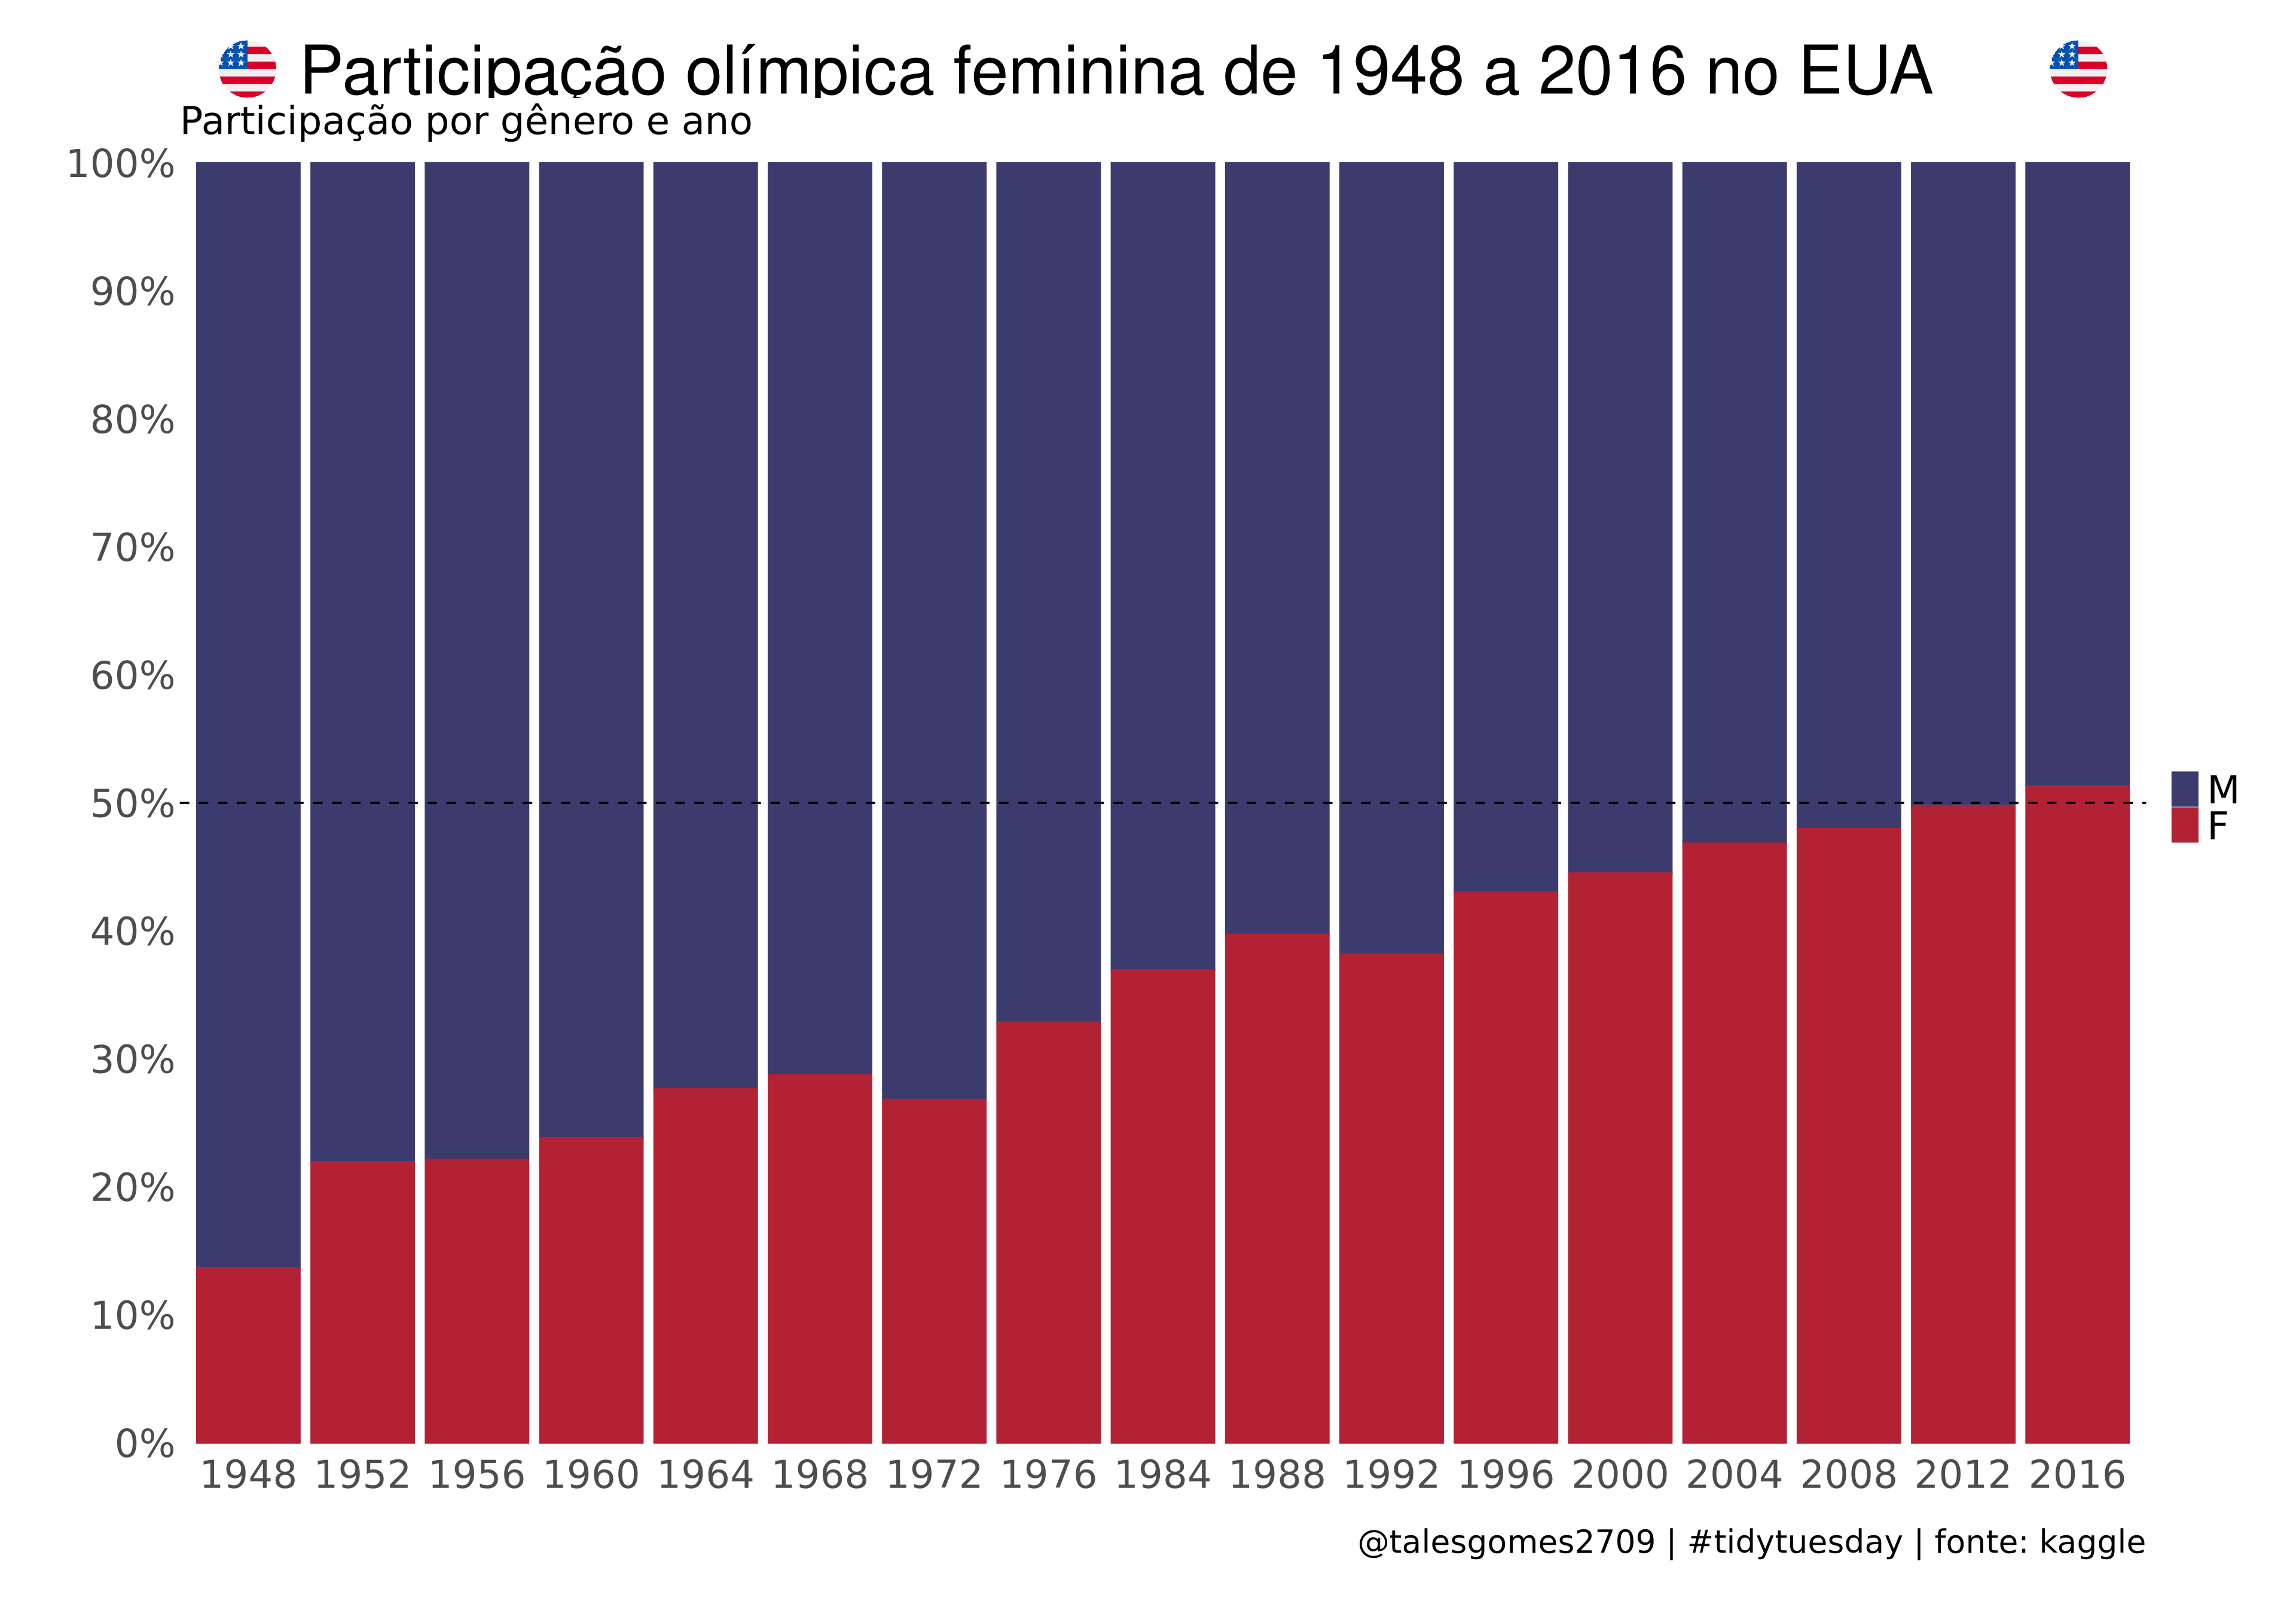 Participação olímpica feminina de 1948 a 2016 no EUA
Participação por gênero e ano
100%
90%
80%
70%
60%
50%
40%
30%
20%
10%
0%
M
F
1948 1952 1956 1960 1964 1968 1972 1976 1984 1988 1992 1996 2000 2004 2008 2012 2016
@talesgomes2709 | #tidytuesday | fonte: kaggle